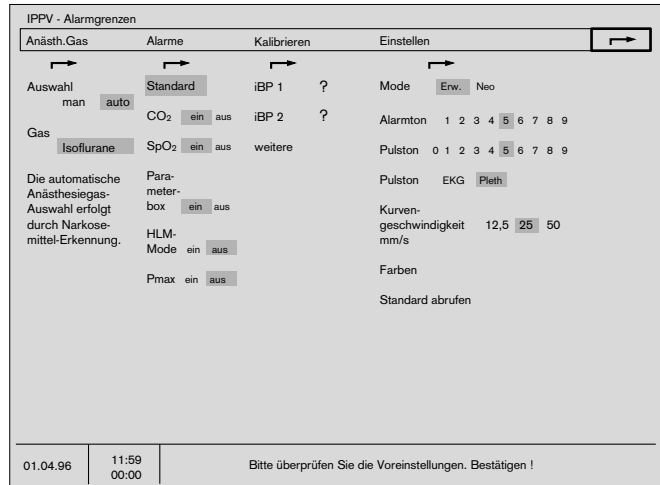 IPPV - Alarmgrenzen
Anästh.Gas Alarme Kalibrieren Einstellen
Auswahl
man auto
Gas
Isoflurane
Die automatische
Anästhesiegas-
Auswahl erfolgt
durch Narkose-
mittel-Erkennung.
Standard
CO₂ ein aus
SpO₂ ein aus
Para-
meter-
box ein aus
HLM-
Mode ein aus
Pmax ein aus
iBP 1 ?
iBP 2 ?
weitere
Mode Erw. Neo
Alarmton 1 2 3 4 5 6 7 8 9
Pulston 0 1 2 3 4 5 6 7 8 9
Pulston EKG Pleth
Kurven-
geschwindigkeit 12,5 25 50
mm/s
Farben
Standard abrufen
01.04.96
11:59
00:00
Bitte überprüfen Sie die Voreinstellungen. Bestätigen !